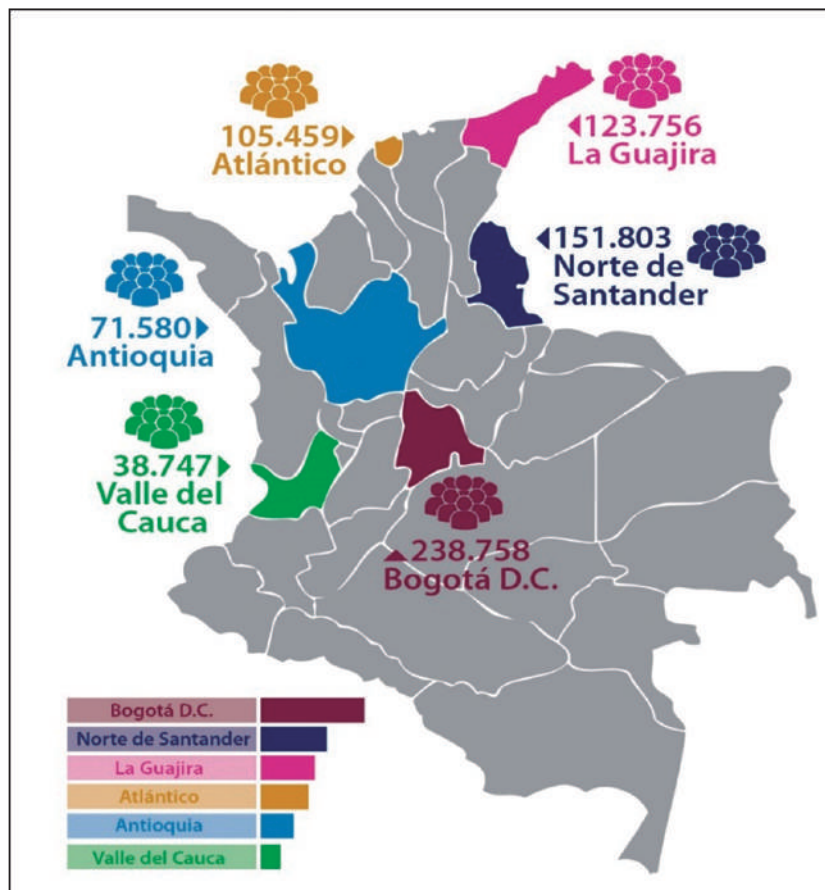 105.459
Atlántico
123.756
La Guajira
151.803
Norte de
Santander
71.580
Antioquia
38.747
Valle del
Cauca
238.758
Bogotá D.C.
Bogotá D.C.
Norte de Santander
La Guajira
Atlántico
Antioquia
Valle del Cauca